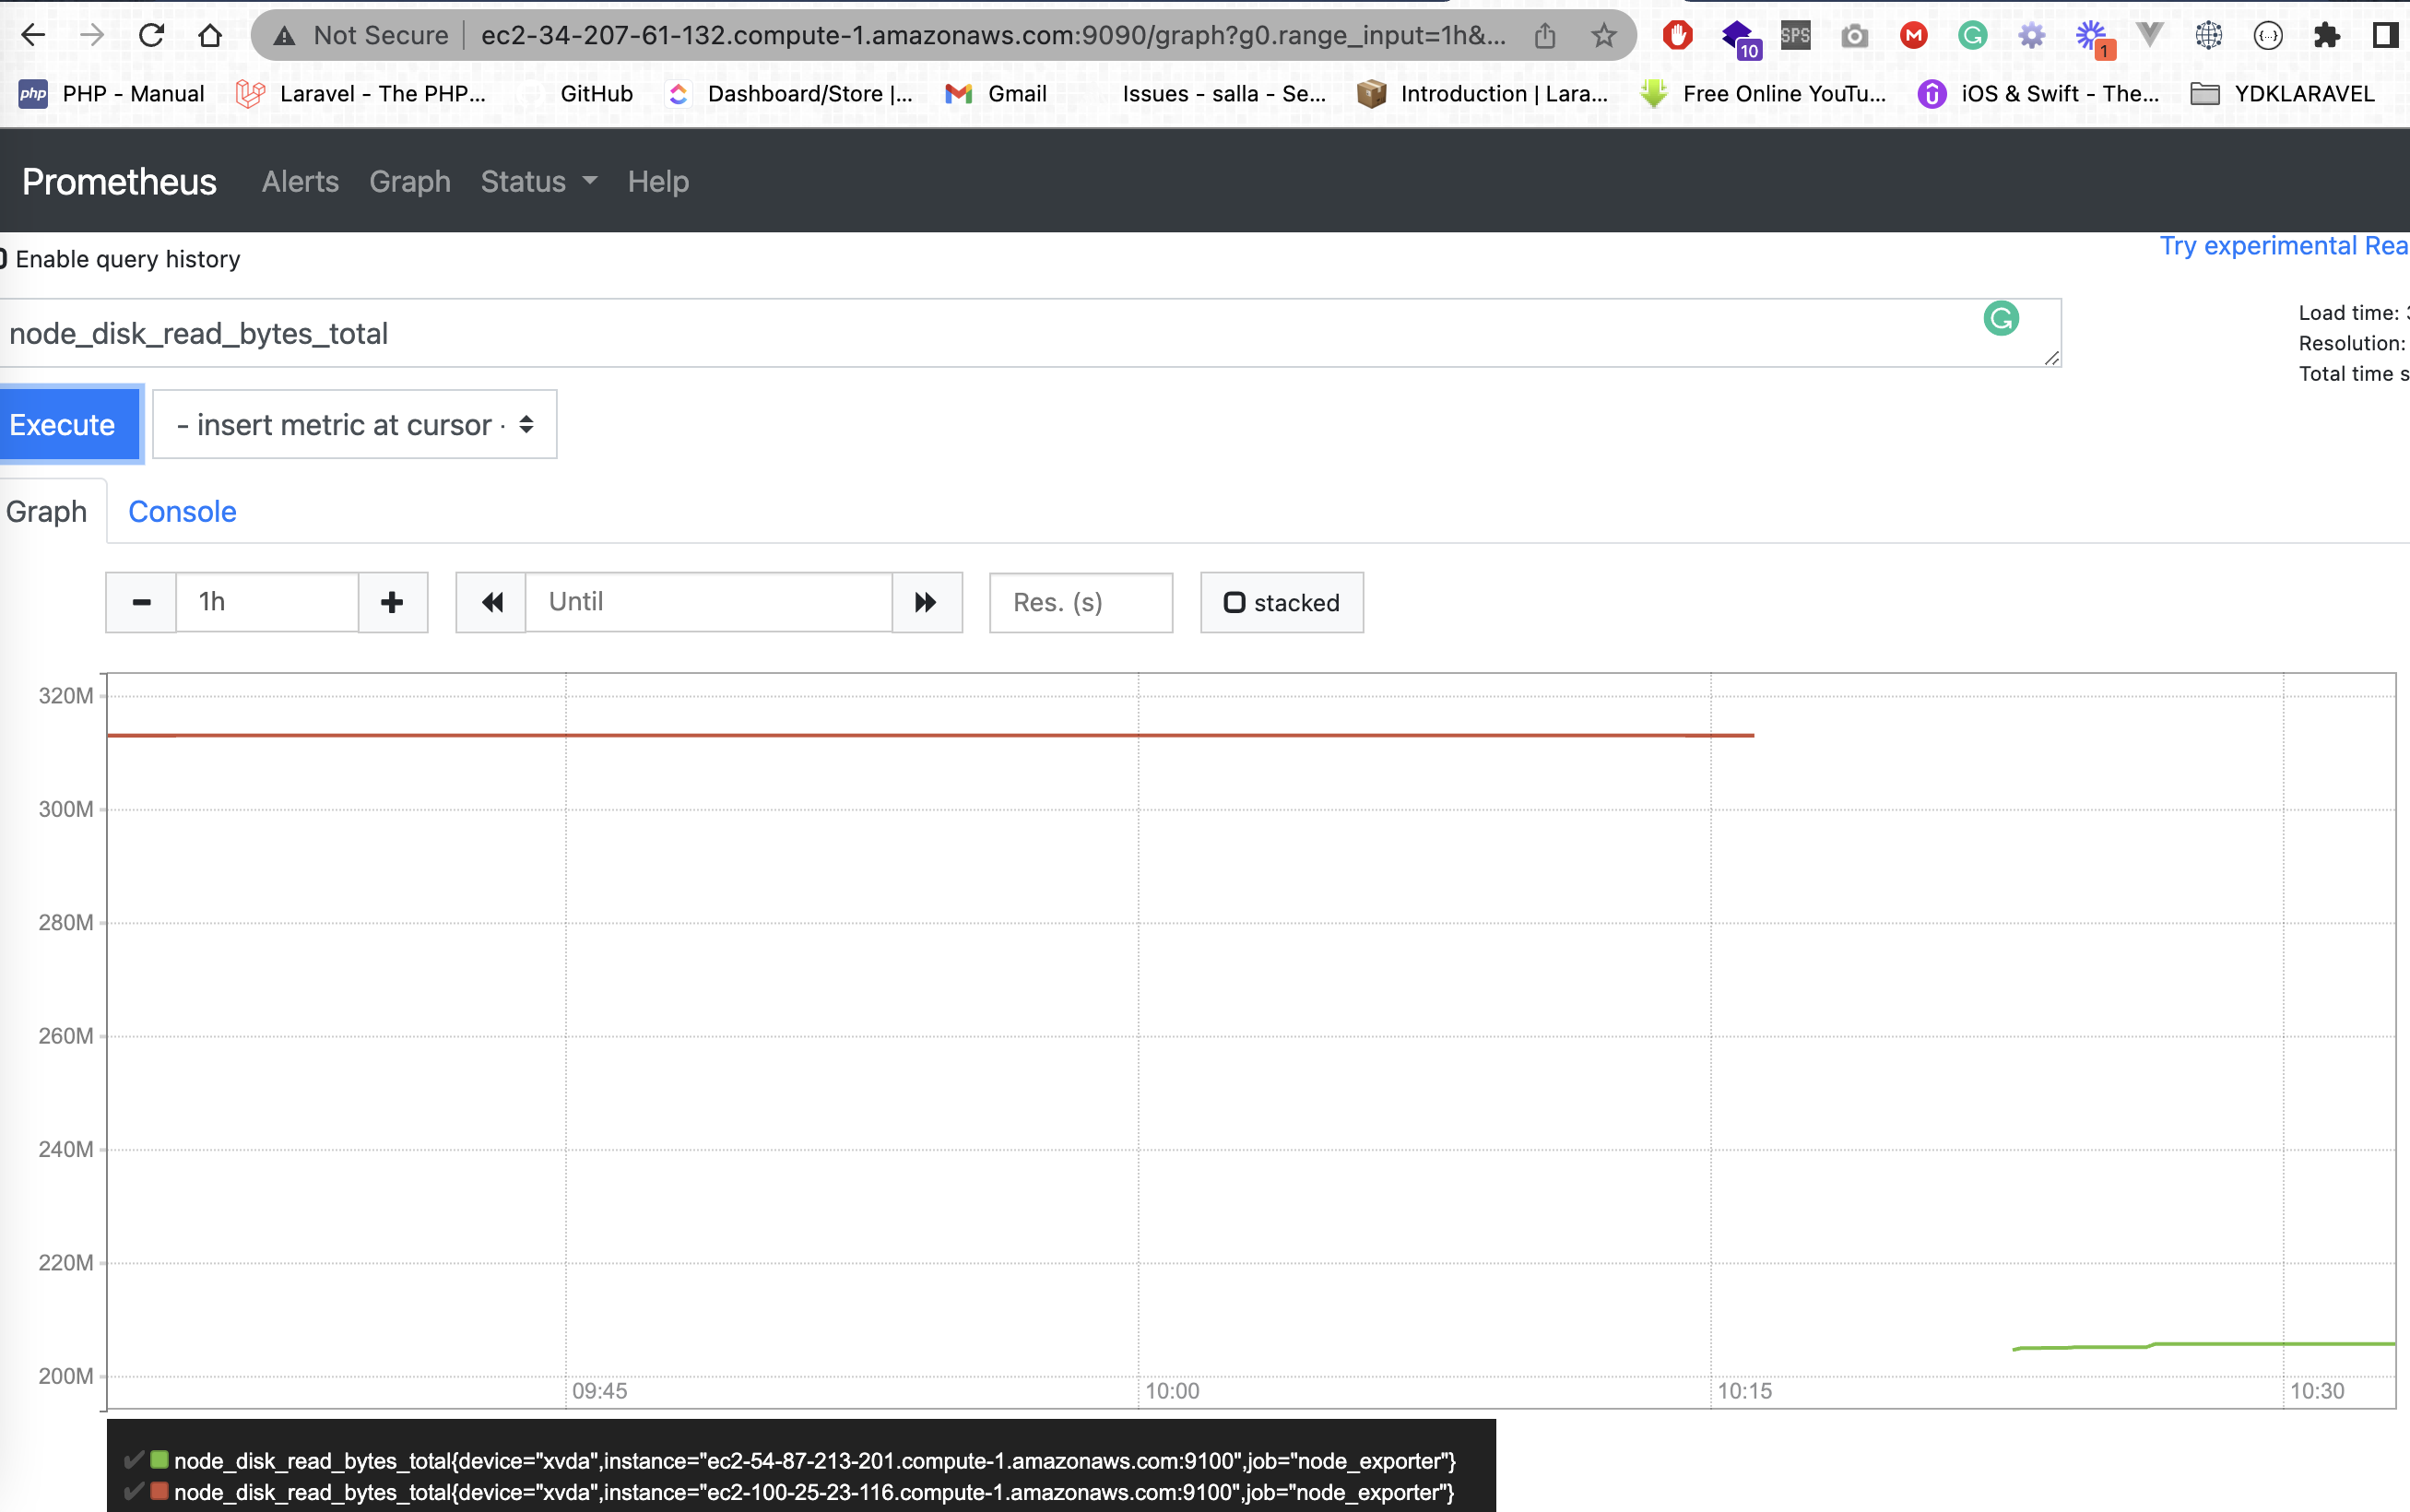 Not Secure ec2-34-207-61-132.compute-1.amazonaws.com:9090/graph?g0.range_input=1h&... SPS 10 1
php PHP - Manual Laravel - The PHP... GitHub Dashboard/Store |... Gmail Issues - salla - Se... Introduction | Lara... Free Online YouTu... iOS & Swift - The... YDKLARAVEL
Prometheus Alerts Graph Status Help
Enable query history Try experimental Rea
node_disk_read_bytes_total
Load time:
Resolution:
Total time s
Execute - insert metric at cursor -
Graph Console
1h Until Res. (s) stacked
320M
300M
280M
260M
240M
220M
200M
09:45 10:00 10:15 10:30
node_disk_read_bytes_total{device="xvda",instance="ec2-54-87-213-201.compute-1.amazonaws.com:9100",job="node_exporter"}
node_disk_read_bytes_total{device="xvda",instance="ec2-100-25-23-116.compute-1.amazonaws.com:9100",job="node_exporter"}